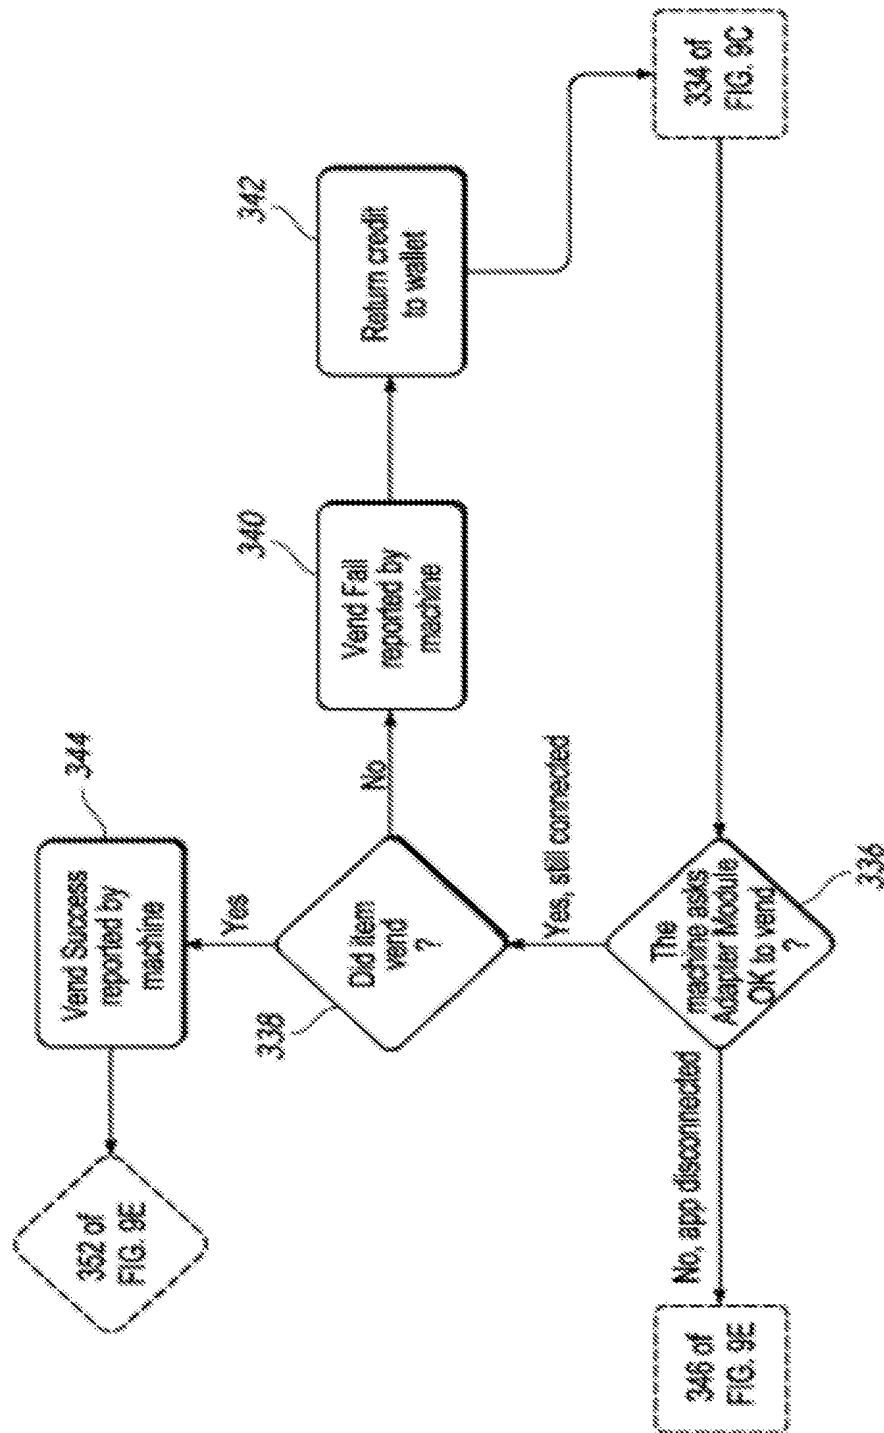 334 of
FIG. 9C
The
machine asks
Adapter Module
OK to vend
?
336
No, app disconnected
346 of
FIG. 9E
Yes, still connected
Did item
vend
?
338
No
Vend Fail
reported by
machine
340
Return credit
to wallet
342
Yes
Vend Success
reported by
machine
344
352 of
FIG. 9E